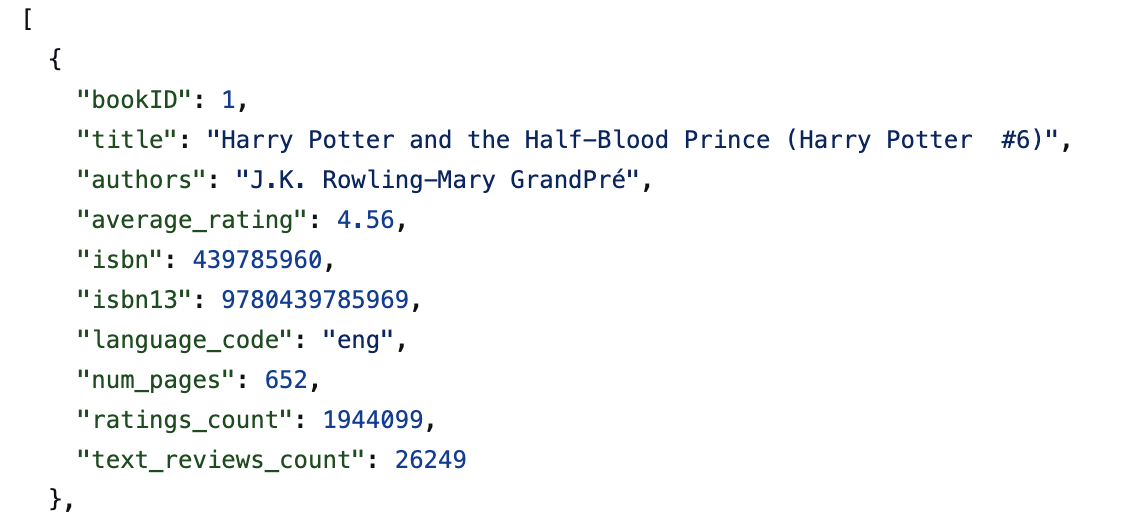 [
  {
    "bookID": 1,
    "title": "Harry Potter and the Half-Blood Prince (Harry Potter  #6)",
    "authors": "J.K. Rowling-Mary GrandPré",
    "average_rating": 4.56,
    "isbn": 439785960,
    "isbn13": 9780439785969,
    "language_code": "eng",
    "num_pages": 652,
    "ratings_count": 1944099,
    "text_reviews_count": 26249
  },